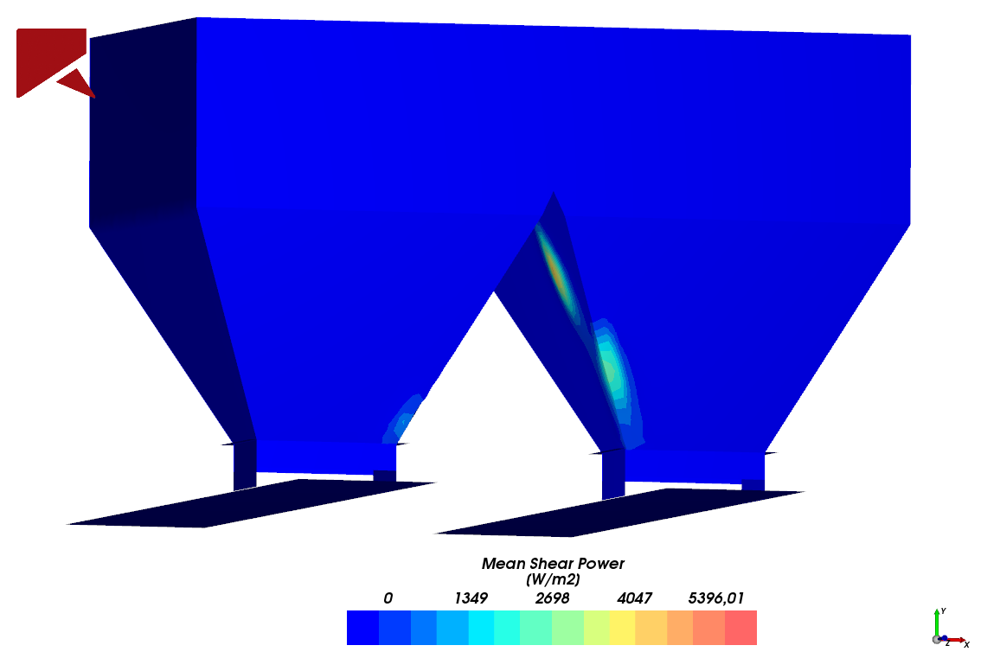 Mean Shear Power
(W/m2)
0 1349 2698 4047 5396,01
Y
Z X